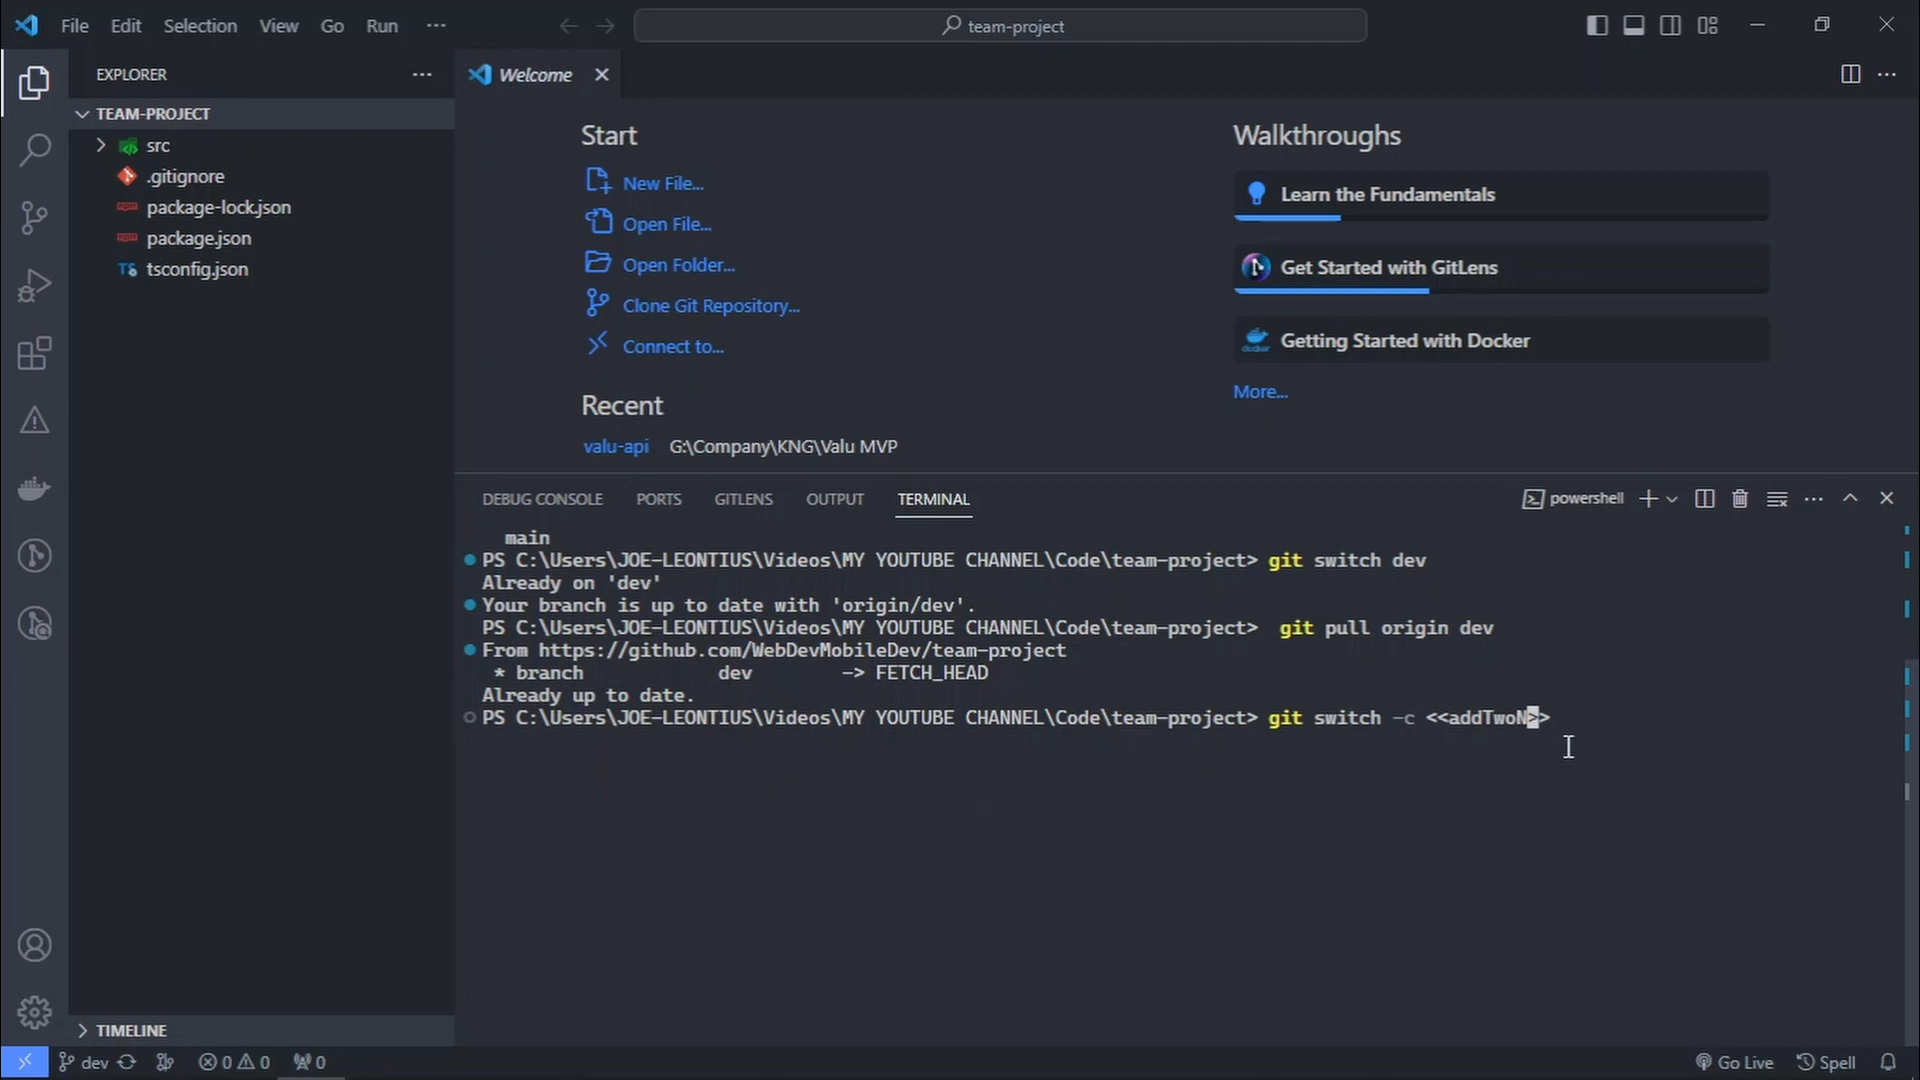 File Edit Selection View Go Run ···
team-project
EXPLORER ···
Welcome
TEAM-PROJECT
src
.gitignore
package-lock.json
package.json
tsconfig.json
Start
New File...
Open File...
Open Folder...
Clone Git Repository...
Connect to...
Recent
valu-api G:\Company\KNG\Valu MVP
Walkthroughs
Learn the Fundamentals
Get Started with GitLens
Getting Started with Docker
More...
DEBUG CONSOLE PORTS GITLENS OUTPUT TERMINAL
powershell
main
PS C:\Users\JOE-LEONTIUS\Videos\MY YOUTUBE CHANNEL\Code\team-project> git switch dev
Already on 'dev'
Your branch is up to date with 'origin/dev'.
PS C:\Users\JOE-LEONTIUS\Videos\MY YOUTUBE CHANNEL\Code\team-project>  git pull origin dev
From https://github.com/WebDevMobileDev/team-project
* branch            dev        -> FETCH_HEAD
Already up to date.
PS C:\Users\JOE-LEONTIUS\Videos\MY YOUTUBE CHANNEL\Code\team-project> git switch -c <<addTwoN>>
TIMELINE
dev 0 0 0
Go Live Spell